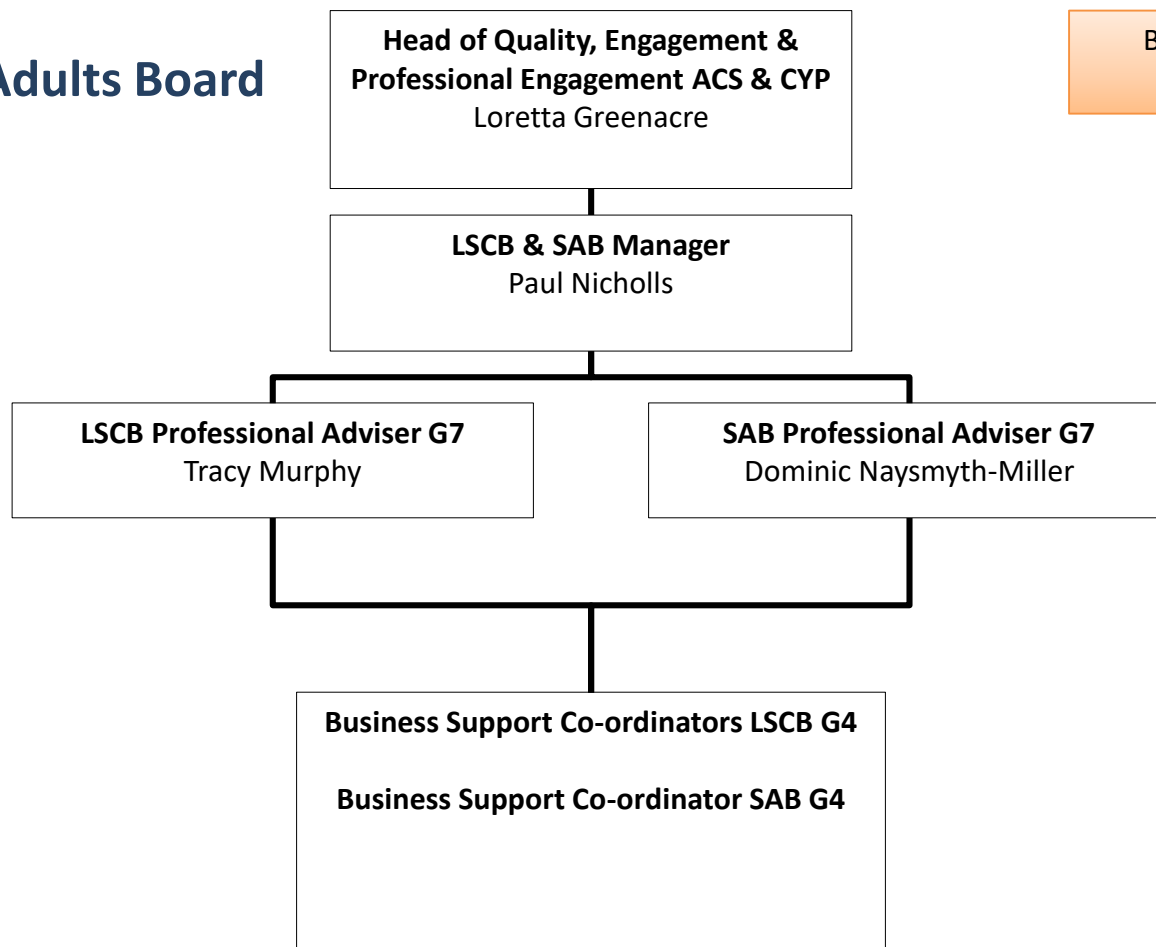 Adults Board
Head of Quality, Engagement &
Professional Engagement ACS & CYP
Loretta Greenacre
B
LSCB & SAB Manager
Paul Nicholls
LSCB Professional Adviser G7
Tracy Murphy
SAB Professional Adviser G7
Dominic Naysmyth-Miller
Business Support Co-ordinators LSCB G4
Business Support Co-ordinator SAB G4